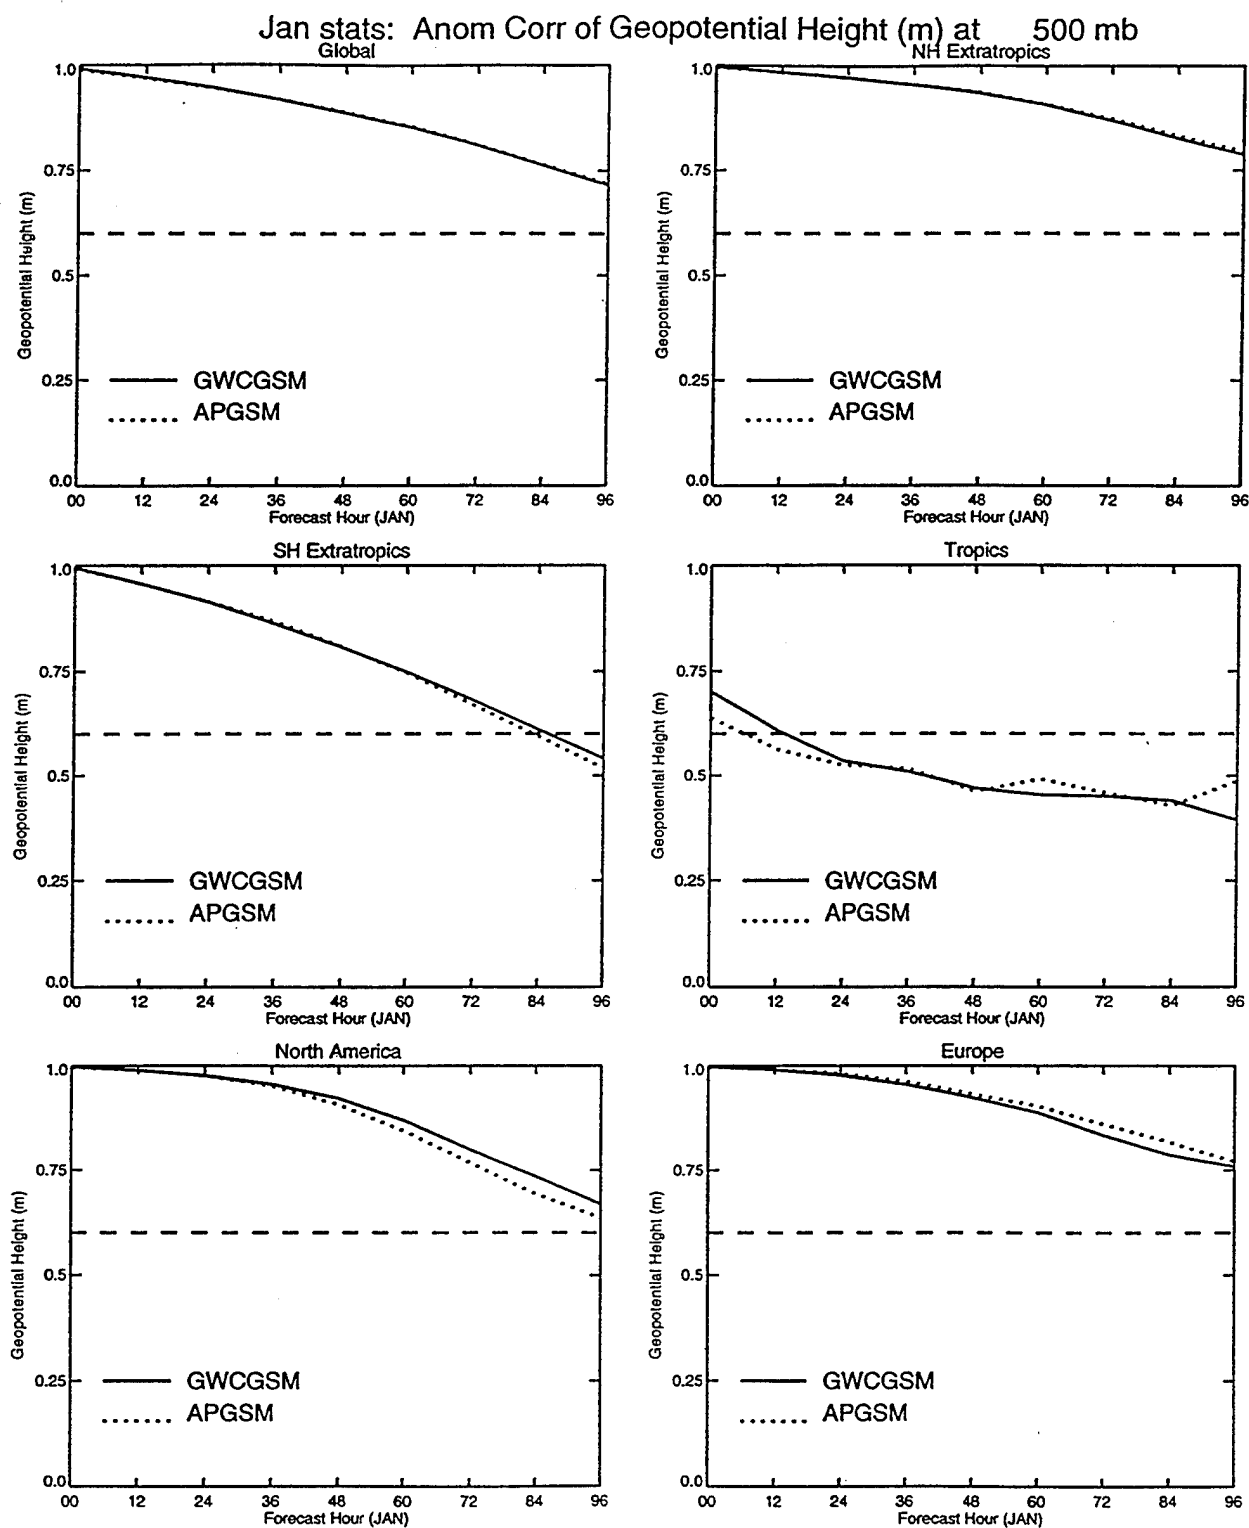 Jan stats: Anom Corr of Geopotential Height (m) at 500 mb
Global
1.0
0.75
0.5
0.25
0.0
Geopotential Height (m)
GWCGSM
APGSM
00 12 24 36 48 60 72 84 96
Forecast Hour (JAN)
NH Extratropics
1.0
0.75
0.5
0.25
0.0
Geopotential Height (m)
GWCGSM
APGSM
00 12 24 36 48 60 72 84 96
Forecast Hour (JAN)
SH Extratropics
1.0
0.75
0.5
0.25
0.0
Geopotential Height (m)
GWCGSM
APGSM
00 12 24 36 48 60 72 84 96
Forecast Hour (JAN)
Tropics
1.0
0.75
0.5
0.25
0.0
Geopotential Height (m)
GWCGSM
APGSM
00 12 24 36 48 60 72 84 96
Forecast Hour (JAN)
North America
1.0
0.75
0.5
0.25
0.0
Geopotential Height (m)
GWCGSM
APGSM
00 12 24 36 48 60 72 84 96
Forecast Hour (JAN)
Europe
1.0
0.75
0.5
0.25
0.0
Geopotential Height (m)
GWCGSM
APGSM
00 12 24 36 48 60 72 84 96
Forecast Hour (JAN)